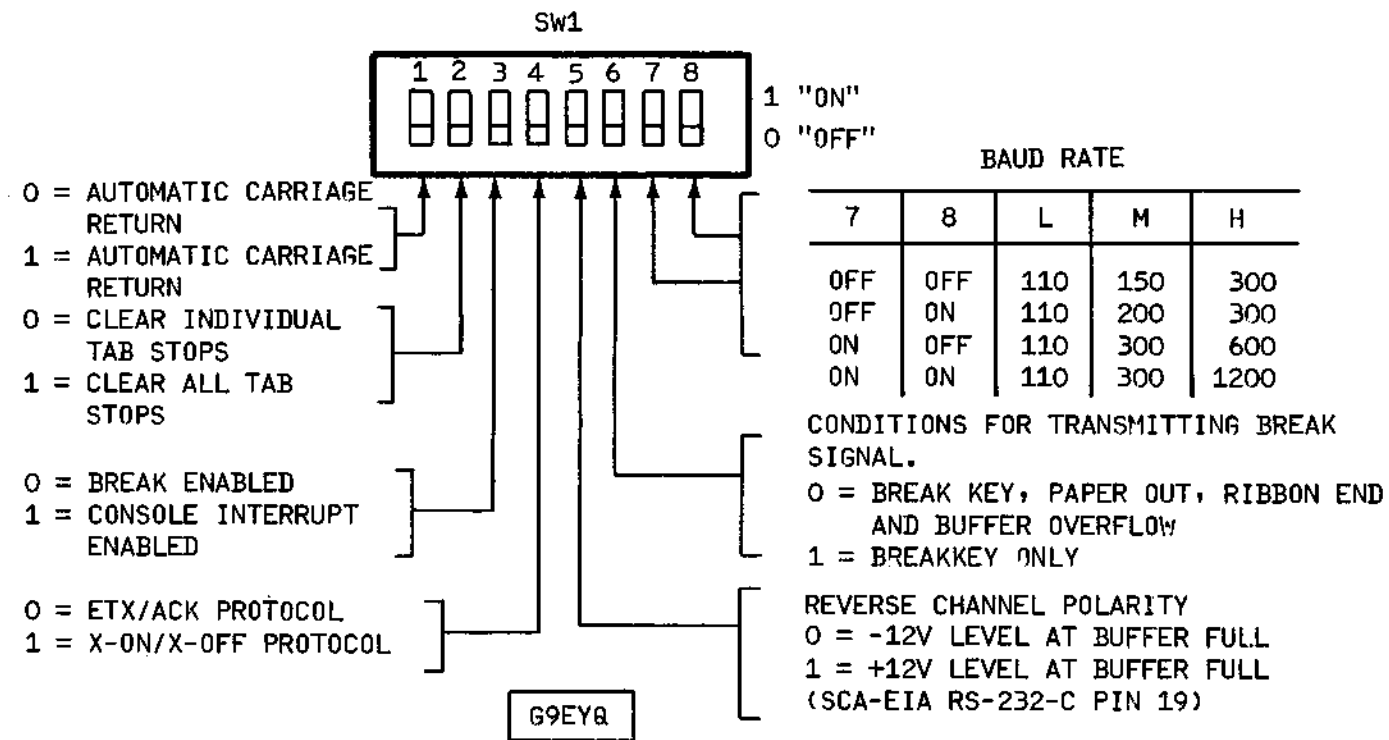 SW1
1 2 3 4 5 6 7 8
1 "ON"
0 "OFF"
0 = AUTOMATIC CARRIAGE
RETURN
1 = AUTOMATIC CARRIAGE
RETURN
0 = CLEAR INDIVIDUAL
TAB STOPS
1 = CLEAR ALL TAB
STOPS
0 = BREAK ENABLED
1 = CONSOLE INTERRUPT
ENABLED
0 = ETX/ACK PROTOCOL
1 = X-ON/X-OFF PROTOCOL
BAUD RATE
7 8 L M H
OFF OFF 110 150 300
OFF ON 110 200 300
ON OFF 110 300 600
ON ON 110 300 1200
CONDITIONS FOR TRANSMITTING BREAK
SIGNAL.
0 = BREAK KEY, PAPER OUT, RIBBON END
AND BUFFER OVERFLOW
1 = BREAKKEY ONLY
REVERSE CHANNEL POLARITY
0 = -12V LEVEL AT BUFFER FULL
1 = +12V LEVEL AT BUFFER FULL
(SCA-EIA RS-232-C PIN 19)
G9EYQ